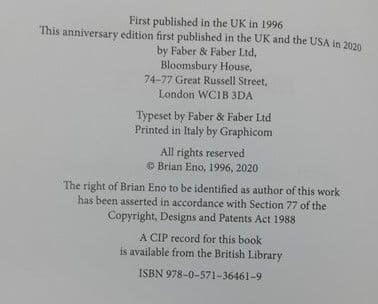 First published in the UK in 1996
This anniversary edition first published in the UK and the USA in 2020
by Faber & Faber Ltd,
Bloomsbury House,
74–77 Great Russell Street,
London WC1B 3DA
Typeset by Faber & Faber Ltd
Printed in Italy by Graphicom
All rights reserved
© Brian Eno, 1996, 2020
The right of Brian Eno to be identified as author of this work
has been asserted in accordance with Section 77 of the
Copyright, Designs and Patents Act 1988
A CIP record for this book
is available from the British Library
ISBN 978-0-571-36461-9